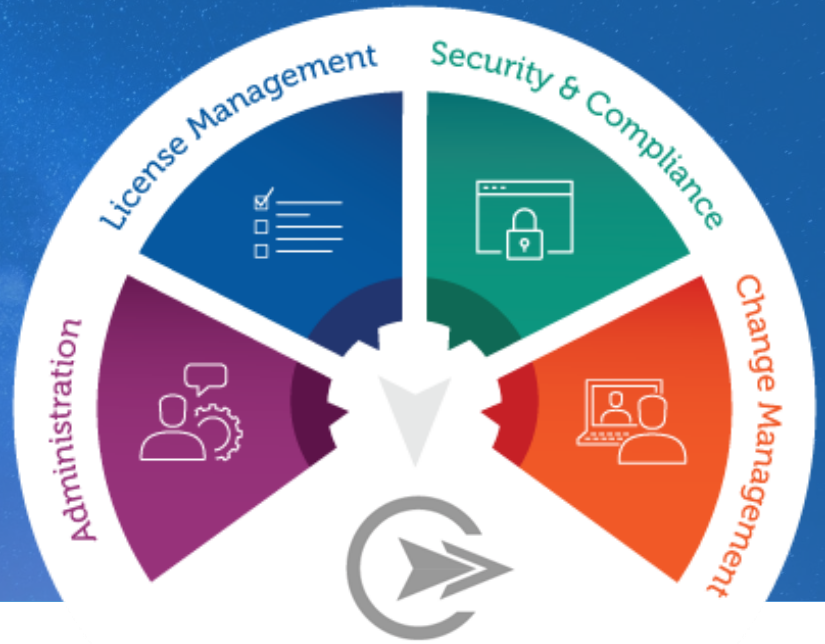 Administration
License Management
Security & Compliance
Change Management